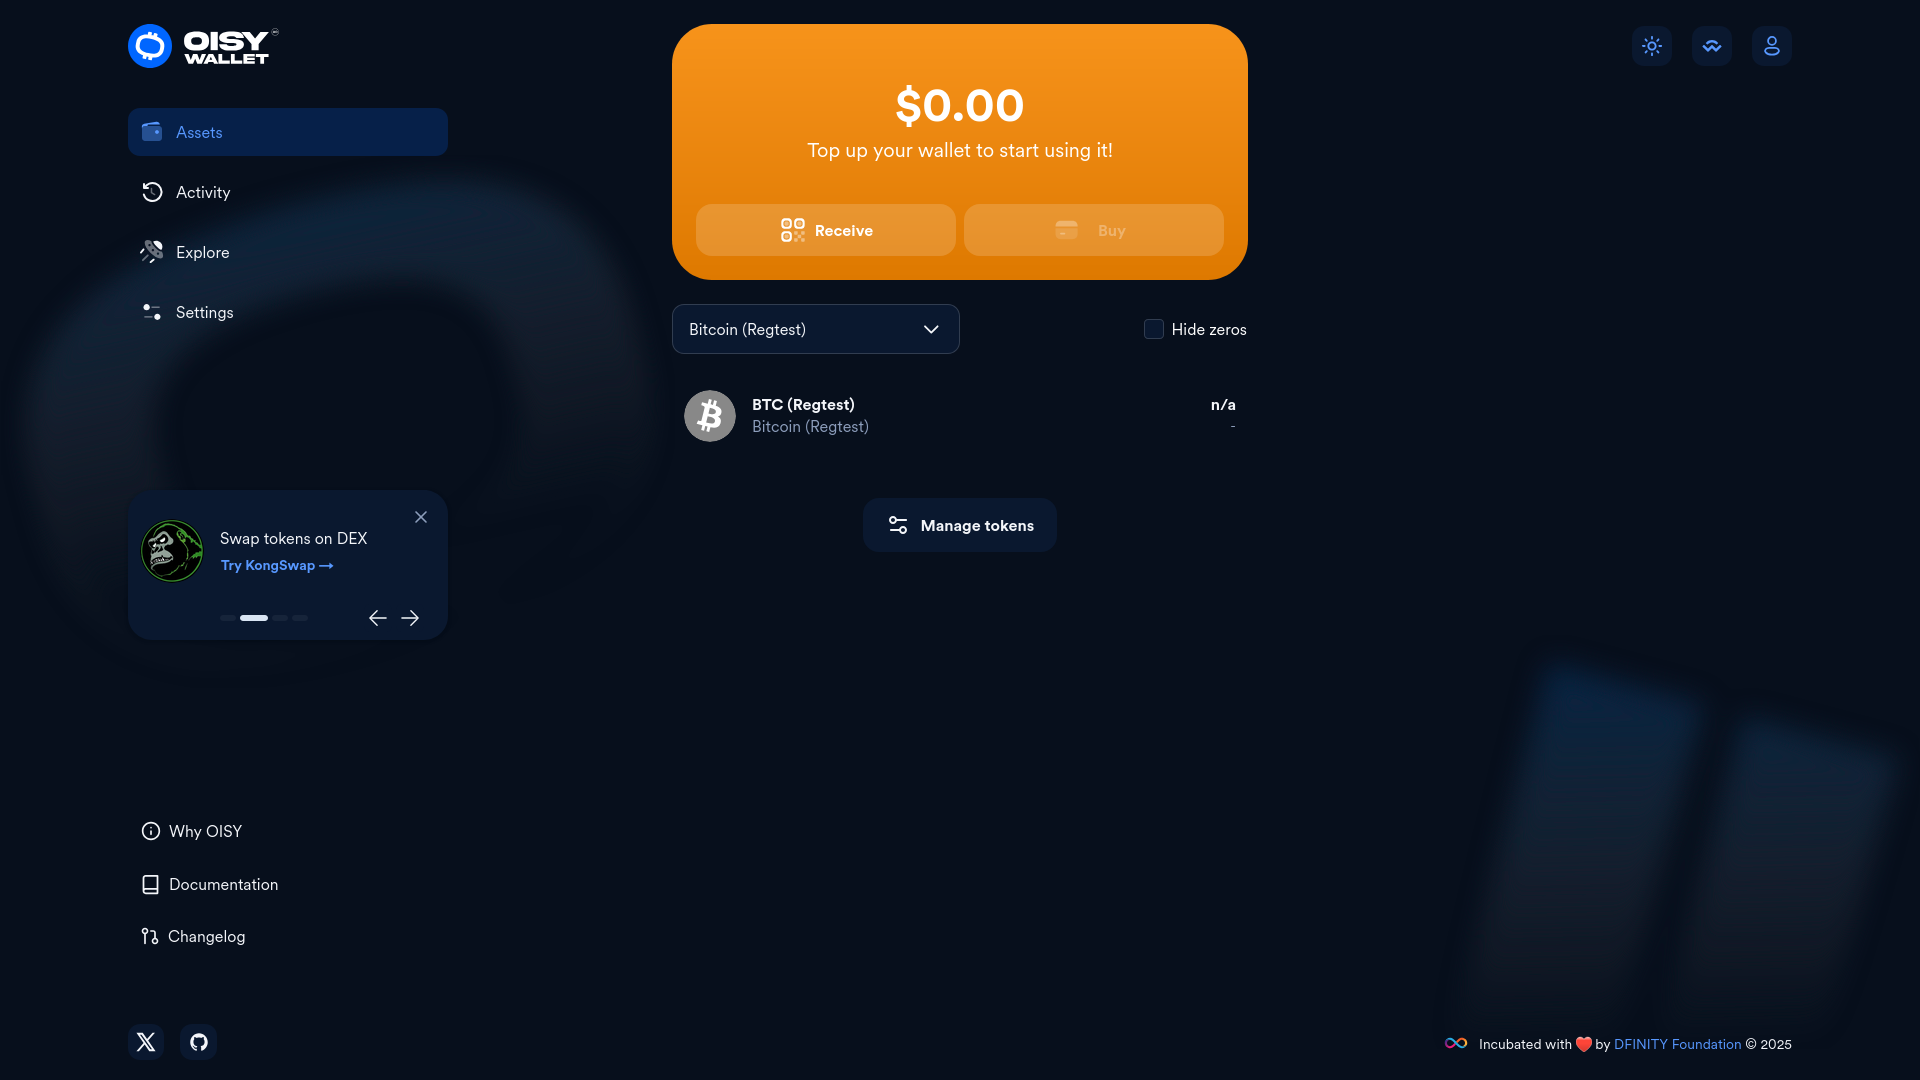 OISY
WALLET
Assets
Activity
Explore
Settings
Swap tokens on DEX
Try KongSwap →
Why OISY
Documentation
Changelog
$0.00
Top up your wallet to start using it!
Receive
Buy
Bitcoin (Regtest)
Hide zeros
BTC (Regtest)
n/a
Bitcoin (Regtest)
-
Manage tokens
Incubated with ❤️ by DFINITY Foundation © 2025